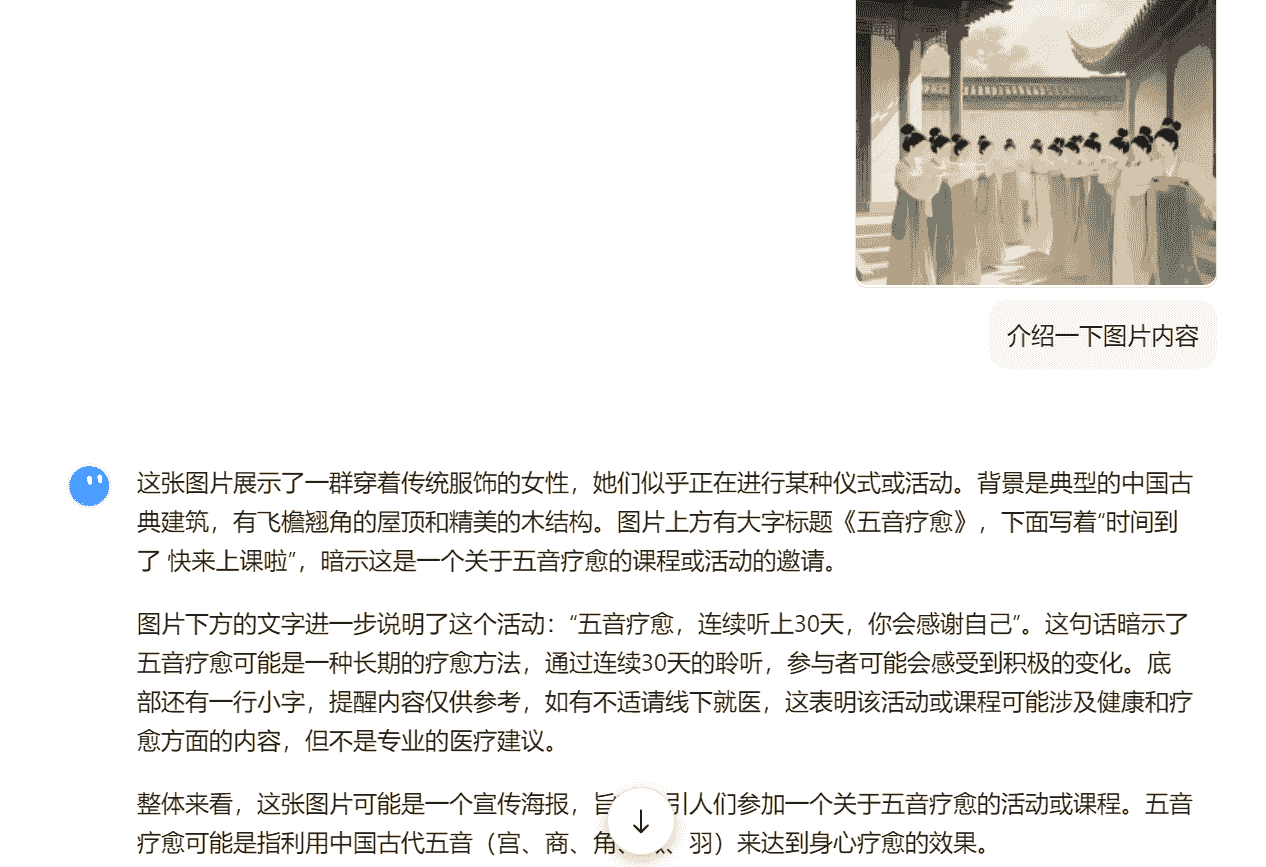 介绍一下图片内容
这张图片展示了一群穿着传统服饰的女性，她们似乎正在进行某种仪式或活动。背景是典型的中国古
典建筑，有飞檐翘角的屋顶和精美的木结构。图片上方有大字标题《五音疗愈》，下面写着“时间到
了 快来上课啦”，暗示这是一个关于五音疗愈的课程或活动的邀请。
图片下方的文字进一步说明了这个活动：“五音疗愈，连续听上30天，你会感谢自己”。这句话暗示了
五音疗愈可能是一种长期的疗愈方法，通过连续30天的聆听，参与者可能会感受到积极的变化。底
部还有一行小字，提醒内容仅供参考，如有不适请线下就医，这表明该活动或课程可能涉及健康和疗
愈方面的内容，但不是专业的医疗建议。
整体来看，这张图片可能是一个宣传海报，旨引人们参加一个关于五音疗愈的活动或课程。五音
疗愈可能是指利用中国古代五音（宫、商、角、、羽）来达到身心疗愈的效果。